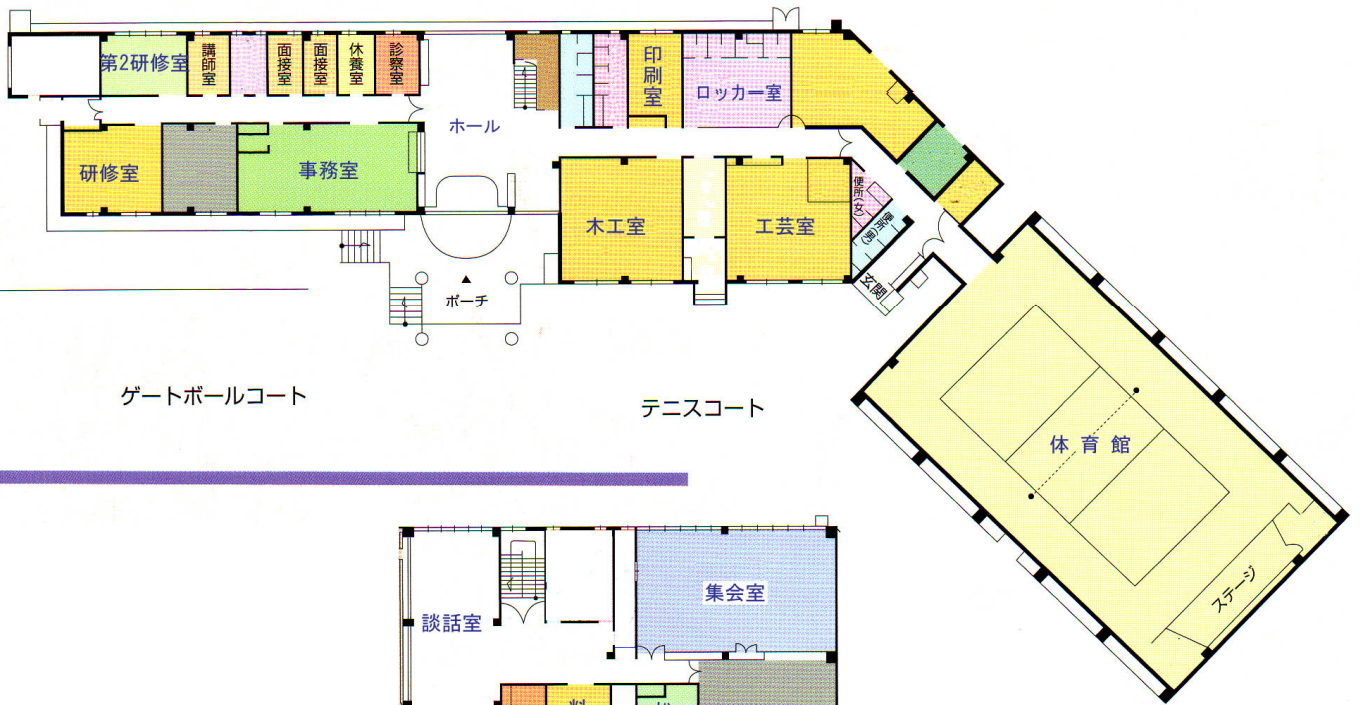 第2研修室
講師室
面接室
面接室
休養室
診察室
印刷室
ロッカー室
ホール
研修室
事務室
木工室
工芸室
便所(女)
便所(男)
玄関
ポーチ
ゲートボールコート
テニスコート
体育館
ステージ
集会室
談話室
料